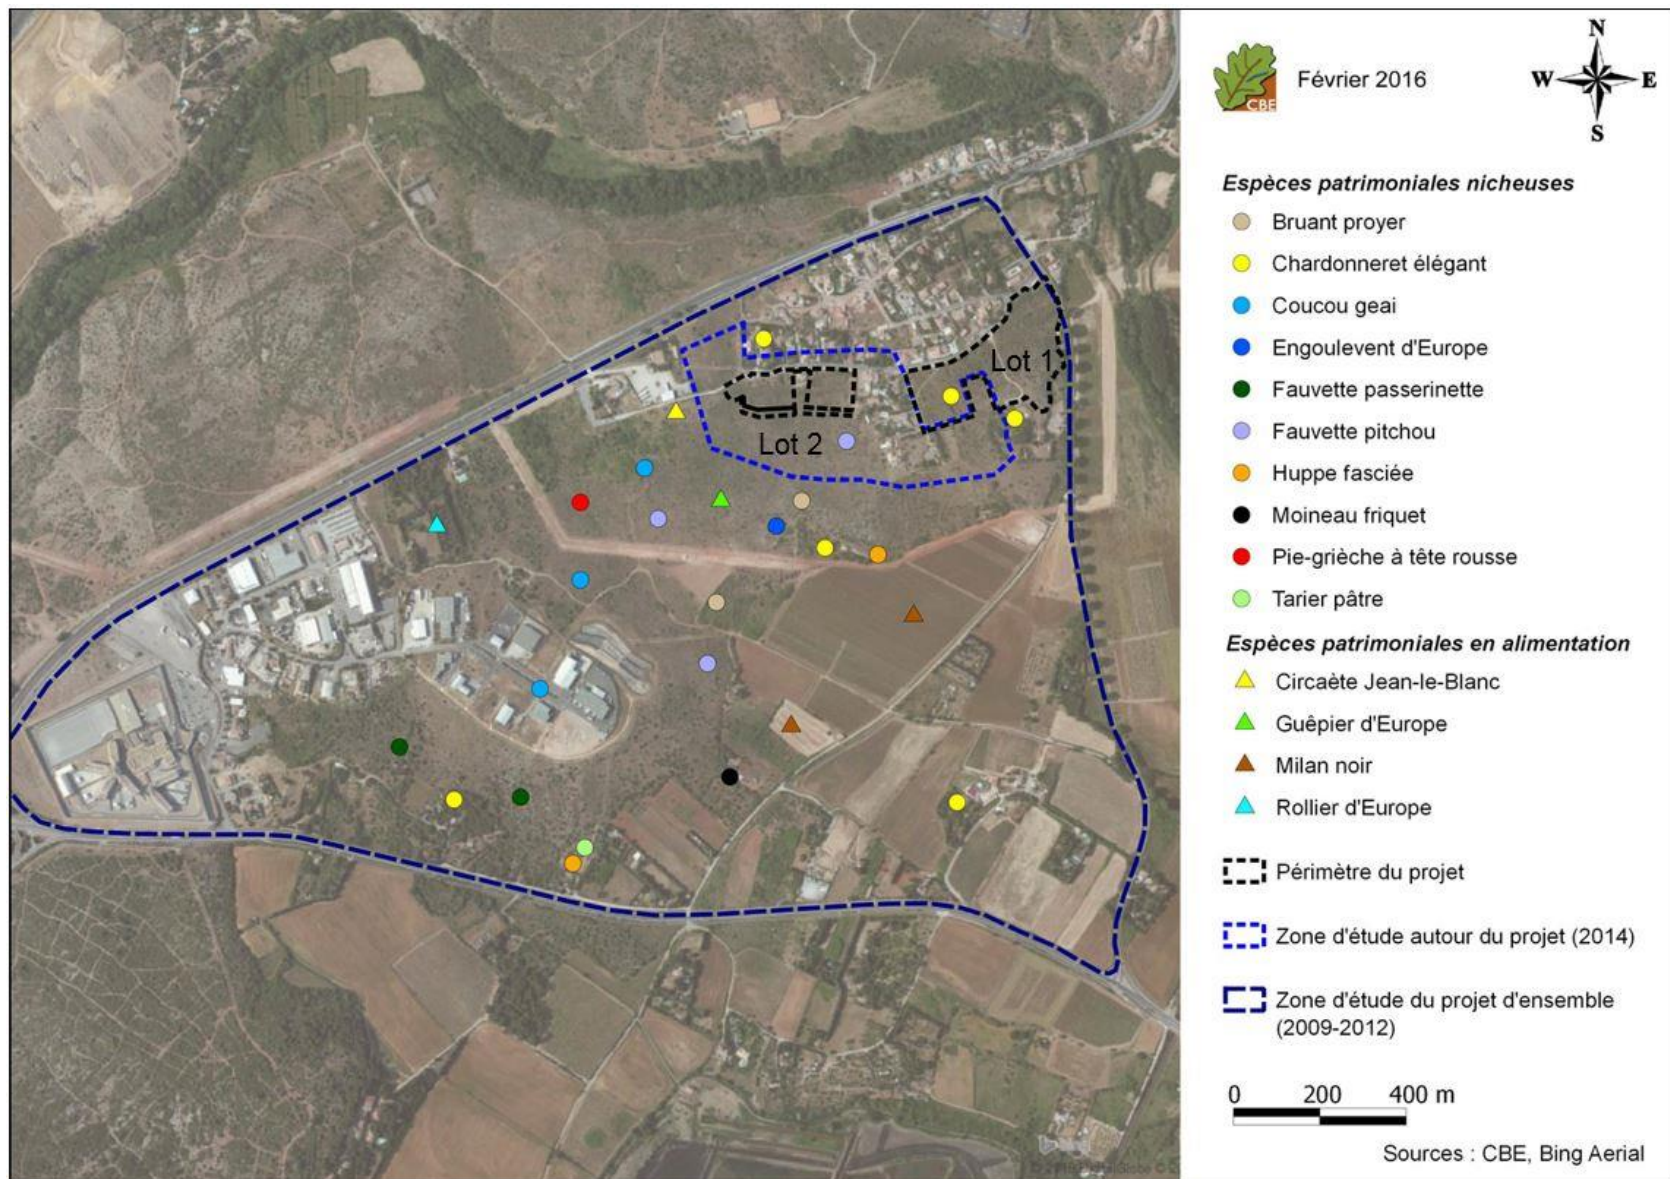 CBE
Février 2016
N
W E
S
Espèces patrimoniales nicheuses
Bruant proyer
Chardonneret élégant
Coucou geai
Engoulevent d'Europe
Fauvette passerinette
Fauvette pitchou
Huppe fasciée
Moineau friquet
Pie-grièche à tête rousse
Tarier pâtre
Espèces patrimoniales en alimentation
Circaète Jean-le-Blanc
Guêpier d'Europe
Milan noir
Rollier d'Europe
Périmètre du projet
Zone d'étude autour du projet (2014)
Zone d'étude du projet d'ensemble
(2009-2012)
0 200 400 m
Sources : CBE, Bing Aerial
Lot 1
Lot 2